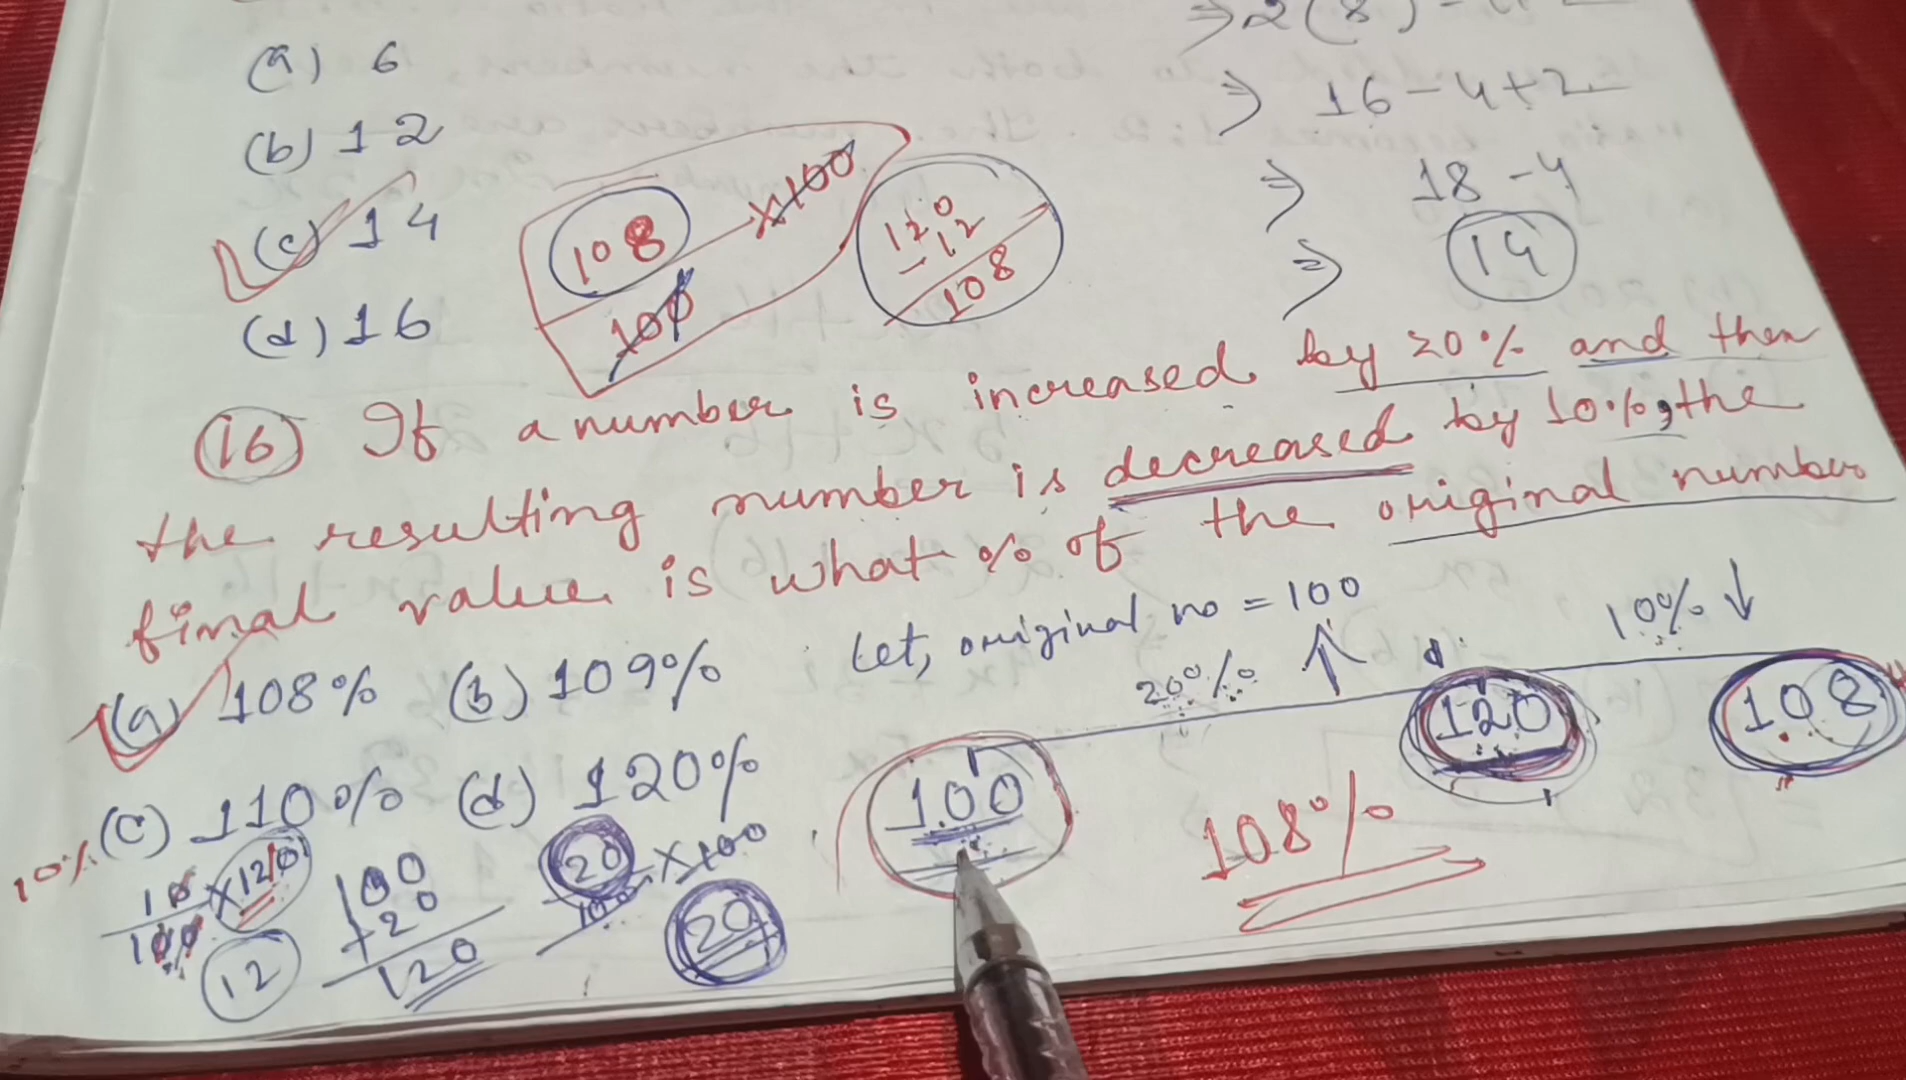 (a) 6
(b) 12
(c) 14
(d) 16
108
100
×100
120
-12
108
⇒ 16-4+2
⇒ 18-4
⇒ 14
(16) If a number is increased by 20% and then
the resulting number is decreased by 10%, the
final value is what % of the original number
(a) 108% (b) 109%
(c) 110% (d) 120%
Let, original no = 100
100
20% ↑
120
10% ↓
108
108%
10%
10
100
×120
12
100
+20
120
20
100
×100
20